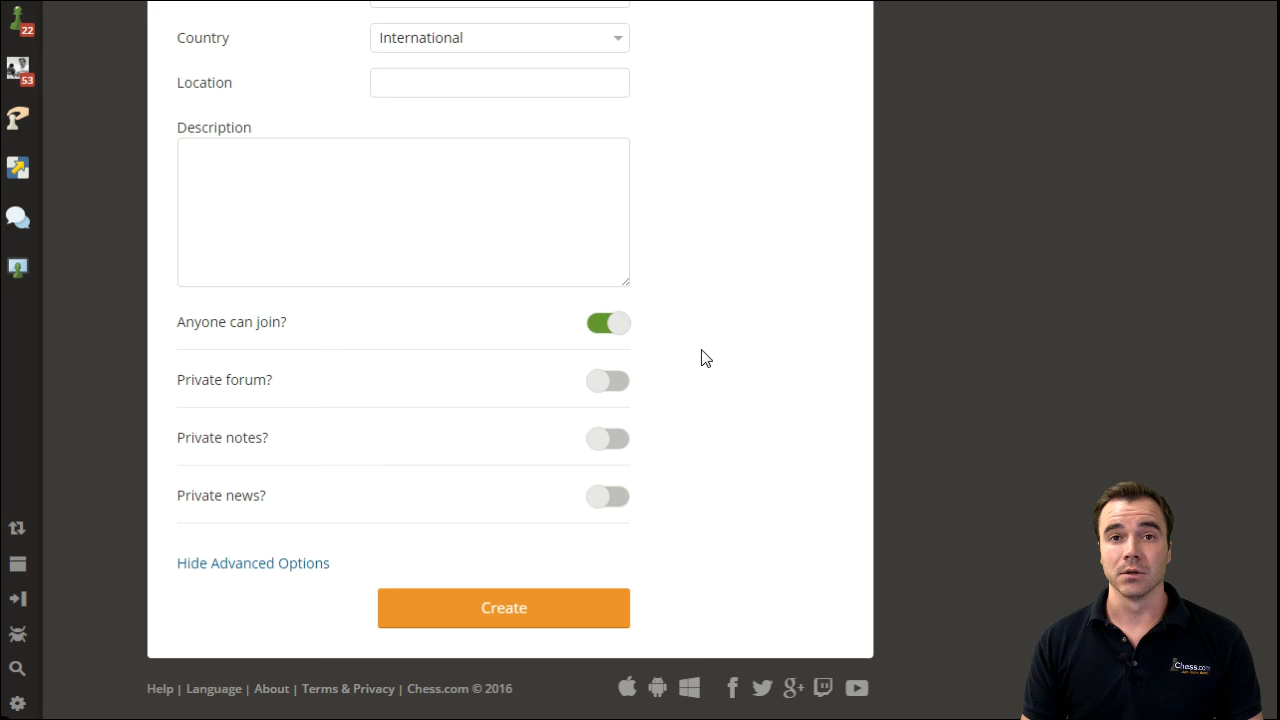 22
53
Country
International
Location
Description
Anyone can join?
Private forum?
Private notes?
Private news?
Hide Advanced Options
Create
Help | Language | About | Terms & Privacy | Chess.com © 2016
Chess.com